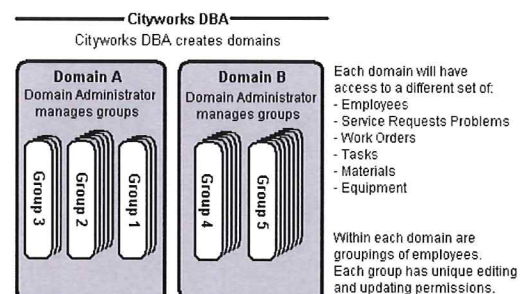 Cityworks DBA
Cityworks DBA creates domains
Domain A
Domain Administrator
manages groups
Group 3
Group 2
Group 1
Domain B
Domain Administrator
manages groups
Group 4
Group 5
Each domain will have
access to a different set of:
- Employees
- Service Requests Problems
- Work Orders
- Tasks
- Materials
- Equipment
Within each domain are
groupings of employees.
Each group has unique editing
and updating permissions.